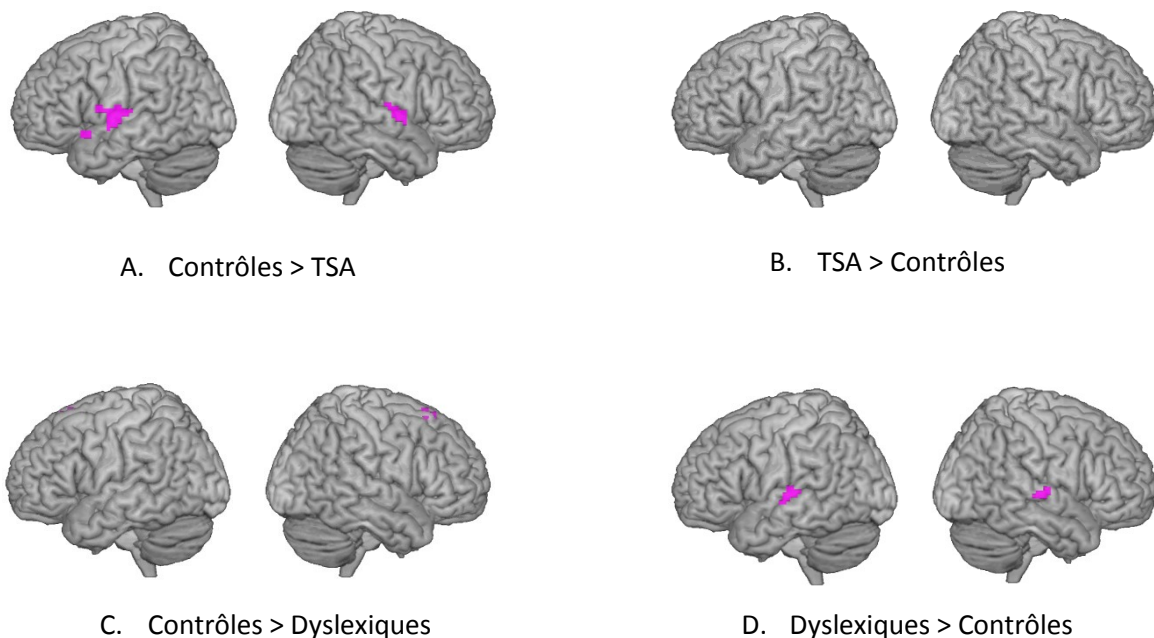 A. Contrôles > TSA
B. TSA > Contrôles
C. Contrôles > Dyslexiques
D. Dyslexiques > Contrôles